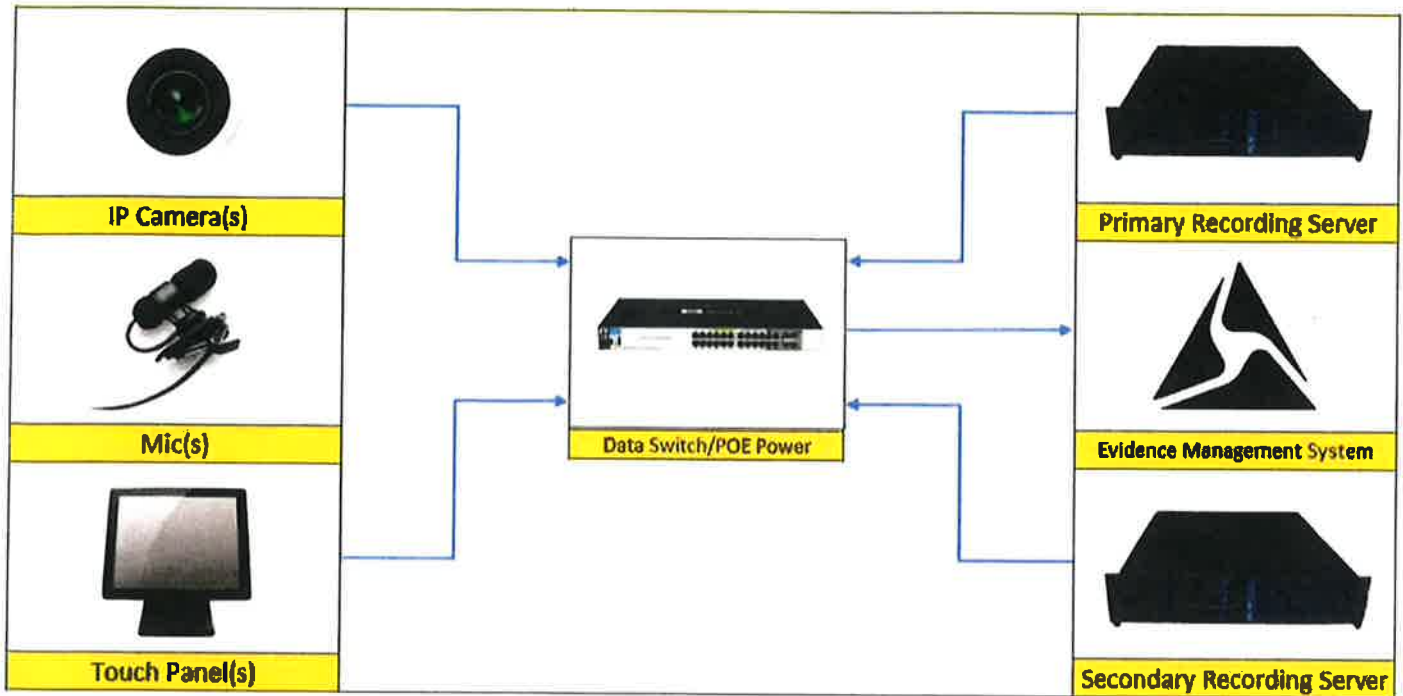 IP Camera(s)
Mic(s)
Touch Panel(s)
Data Switch/POE Power
Primary Recording Server
Evidence Management System
Secondary Recording Server